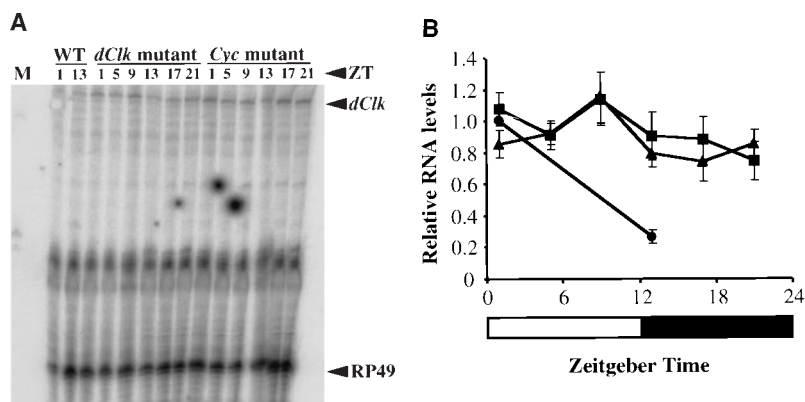 A
WT dClk mutant Cyc mutant
M 1 13 1 5 9 13 17 21 1 5 9 13 17 21 ZT
dClk
RP49
B
Relative RNA levels
1.4
1.2
1.0
0.8
0.6
0.4
0.2
0
0 6 12 18 24
Zeitgeber Time